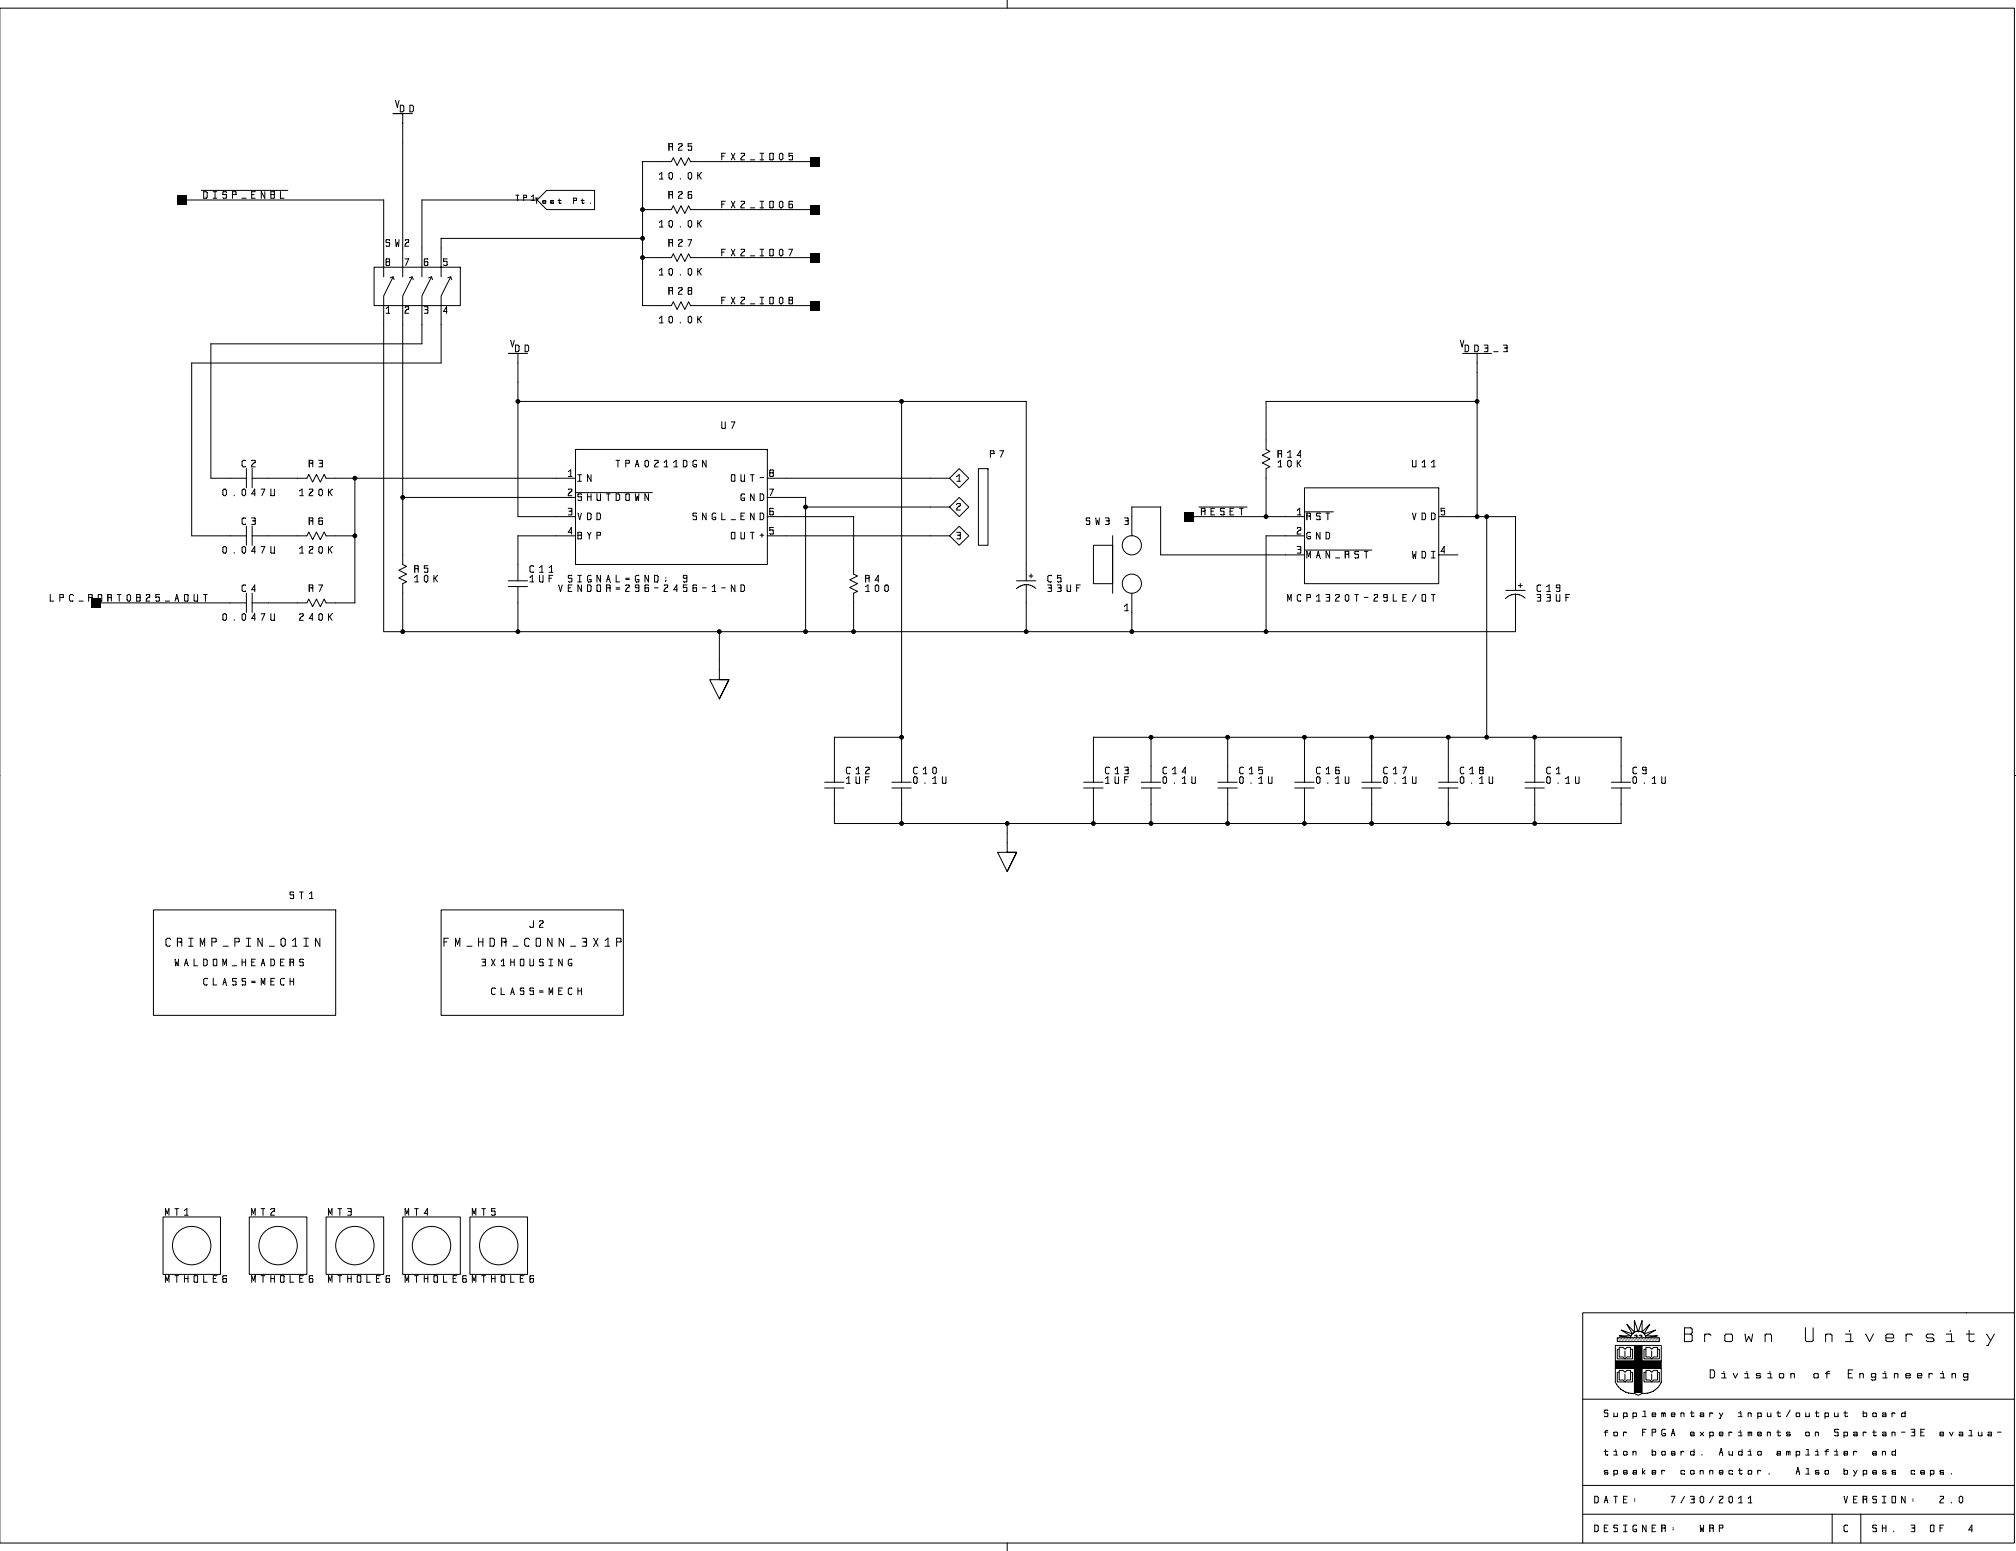 VDD
R25
FX2_IO05
10.0K
DISP_ENBL
TP1
Test Pt.
R26
FX2_IO06
10.0K
SW2
R27
FX2_IO07
10.0K
8 7 6 5
R28
FX2_IO08
10.0K
1 2 3 4
VDD
VDD3_3
U7
P7
TPA0211DGN
R14
10K
U11
C2
0.047U
R3
120K
1 IN
OUT- 8
1
2 SHUTDOWN
GND 7
2
3 VDD
SNGL_END 6
4 BYP
OUT+ 5
3
SW3 3
RESET
1 RST
VDD 5
2 GND
3 MAN_RST
WDI 4
C3
0.047U
R6
120K
R5
10K
C11
1UF
SIGNAL=GND; 9
VENDOR=296-2456-1-ND
R4
100
C5
+
33UF
1
MCP1320T-29LE/OT
C19
+
33UF
LPC_PORT0B25_AOUT
C4
0.047U
R7
240K
C12
1UF
C10
0.1U
C13
1UF
C14
0.1U
C15
0.1U
C16
0.1U
C17
0.1U
C18
0.1U
C1
0.1U
C9
0.1U
ST1
CRIMP_PIN_01IN
WALDOM_HEADERS
CLASS=MECH
J2
FM_HDR_CONN_3X1P
3X1HOUSING
CLASS=MECH
MT1
MTHOLE6
MT2
MTHOLE6
MT3
MTHOLE6
MT4
MTHOLE6
MT5
MTHOLE6
Brown University
Division of Engineering
Supplementary input/output board
for FPGA experiments on Spartan-3E evalua-
tion board. Audio amplifier and
speaker connector. Also bypass caps.
DATE: 7/30/2011 VERSION: 2.0
DESIGNER: WRP C SH. 3 OF 4